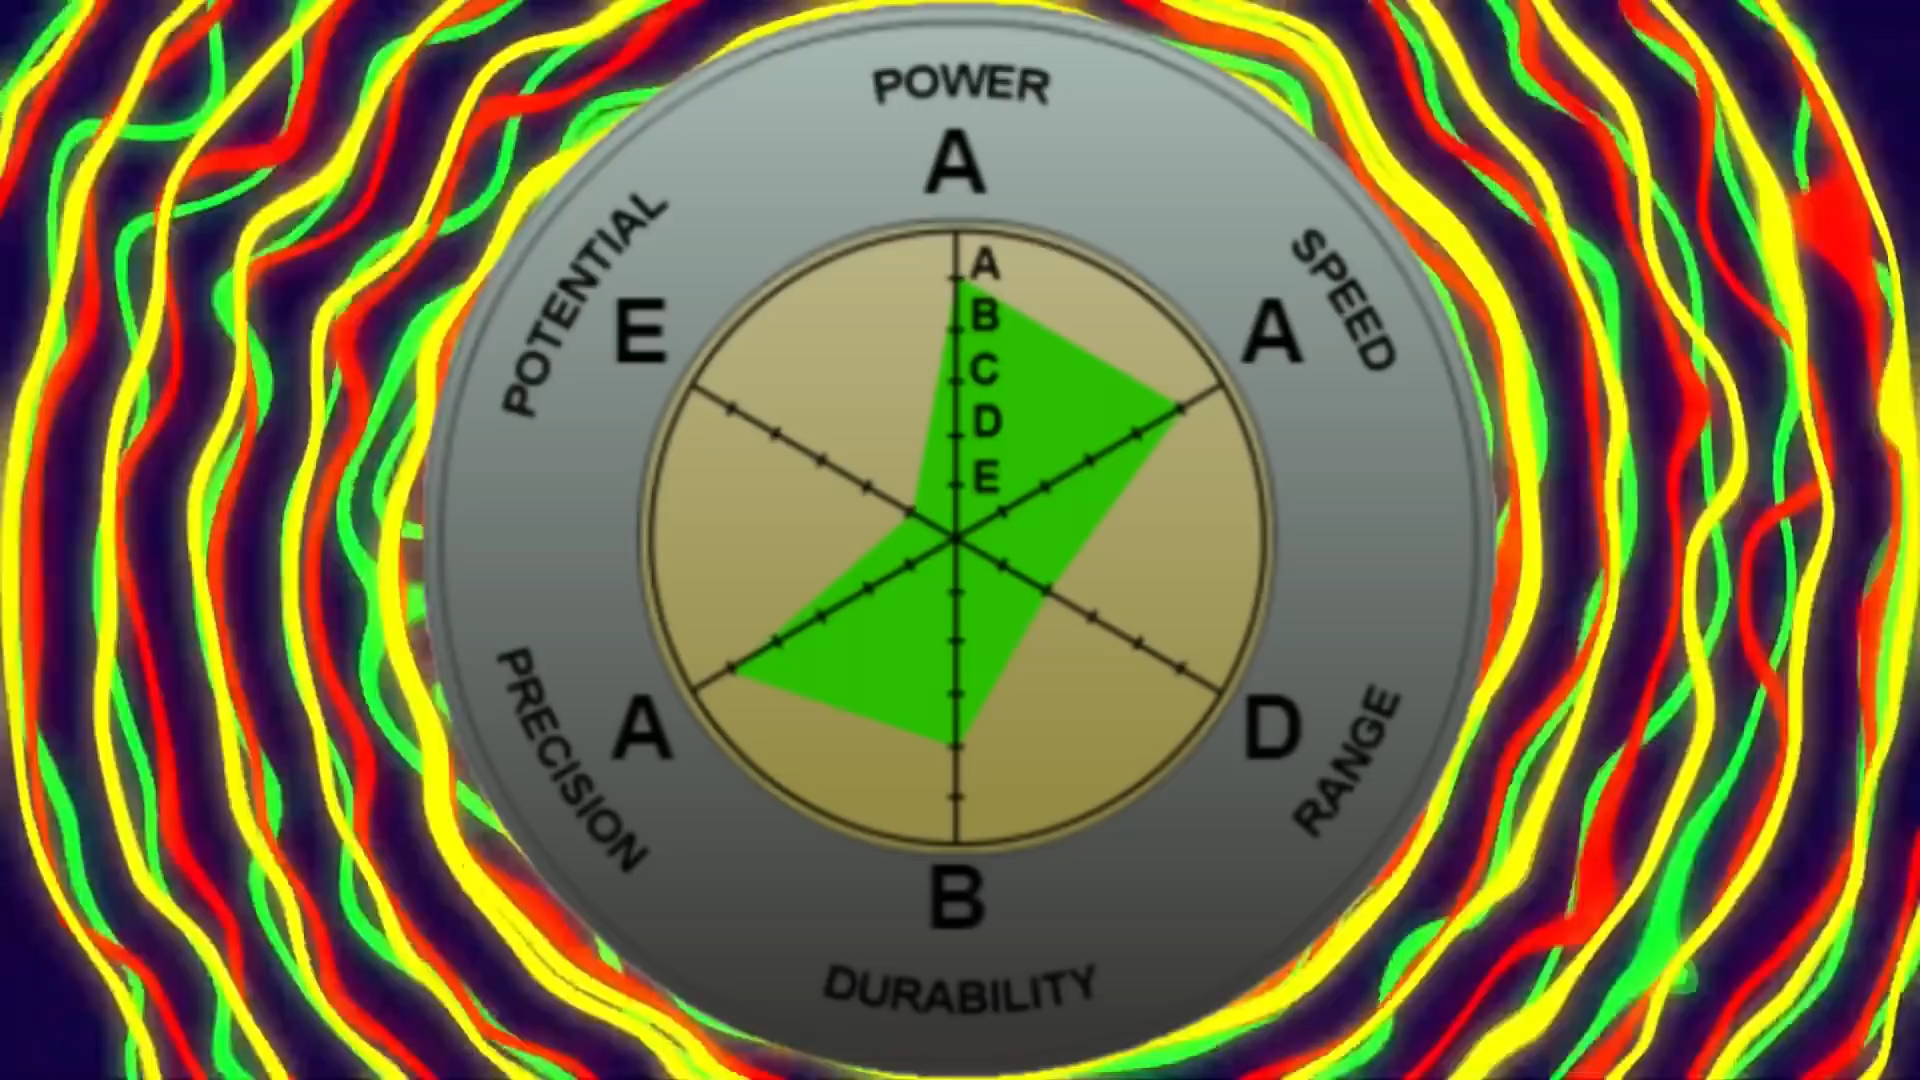 POWER
A
SPEED
A
RANGE
D
DURABILITY
B
PRECISION
A
POTENTIAL
E
A
B
C
D
E